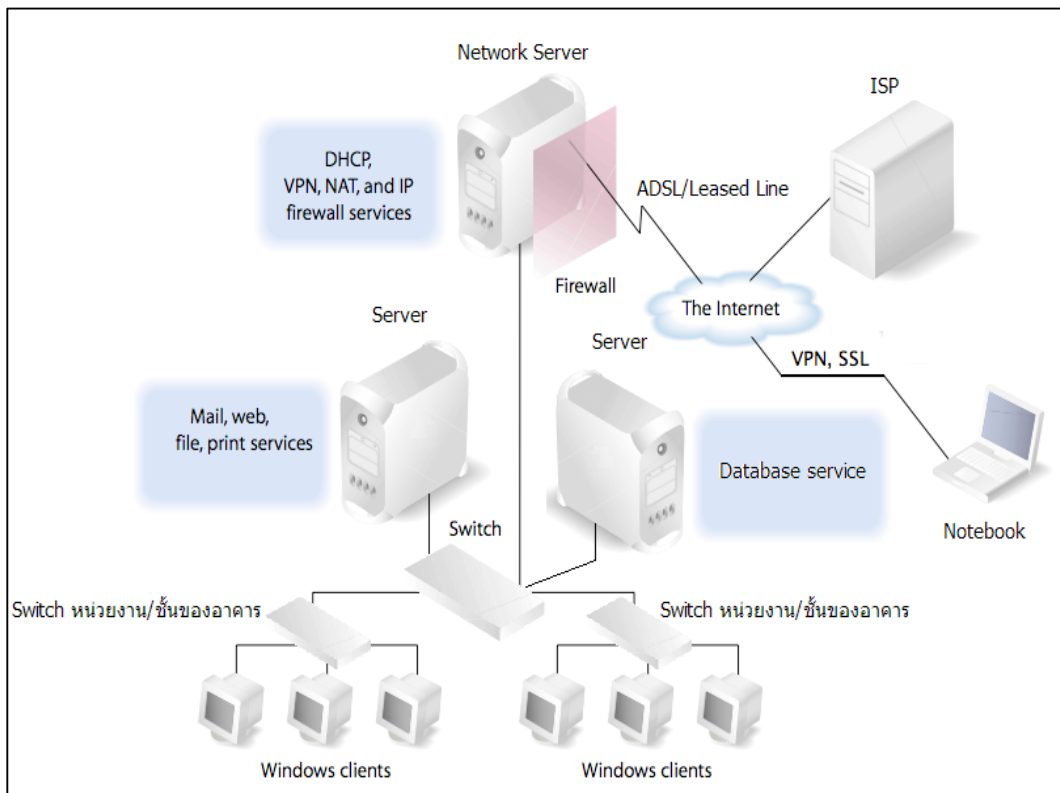 Network Server
ISP
DHCP,
VPN, NAT, and IP
firewall services
ADSL/Leased Line
Firewall
The Internet
Server
Server
VPN, SSL
Mail, web,
file, print services
Database service
Switch
Notebook
Switch หน่วยงาน/ชั้นของอาคาร
Switch หน่วยงาน/ชั้นของอาคาร
Windows clients
Windows clients